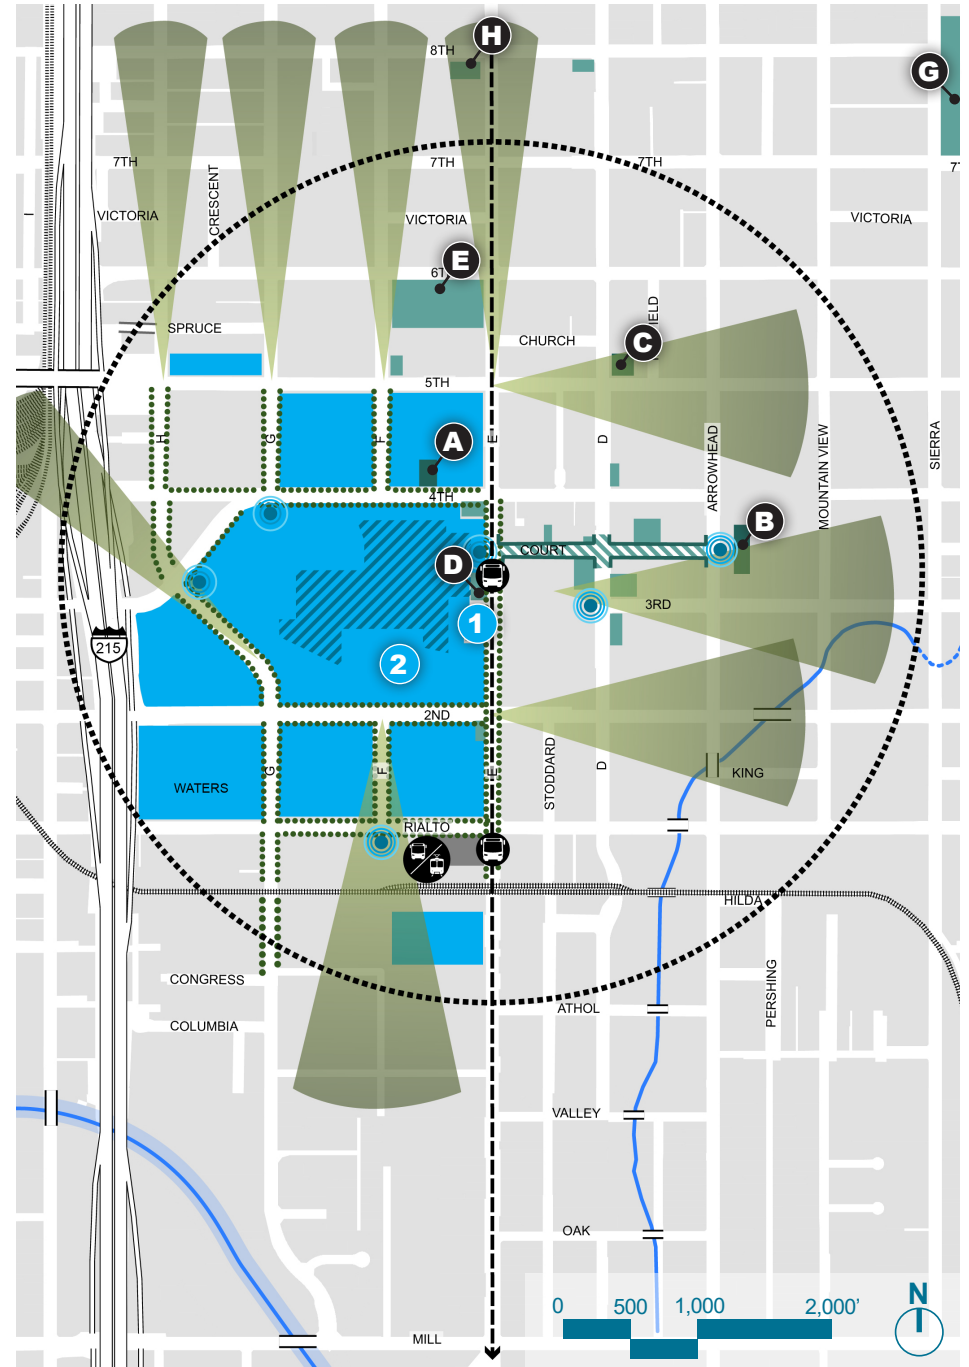 H
8TH
G
7TH
7TH
7TH
I
VICTORIA
CRESCENT
VICTORIA
VICTORIA
E
SPRUCE
CHURCH
C
5TH
H
G
F
A
E
D
ARROWHEAD
MOUNTAIN VIEW
SIERRA
4TH
B
COURT
D
1
3RD
215
2
2ND
G
F
E
STODDARD
D
KING
WATERS
RIALTO
HILDA
CONGRESS
ATHOL
PERSHING
COLUMBIA
VALLEY
OAK
MILL
0 500 1,000 2,000'
N